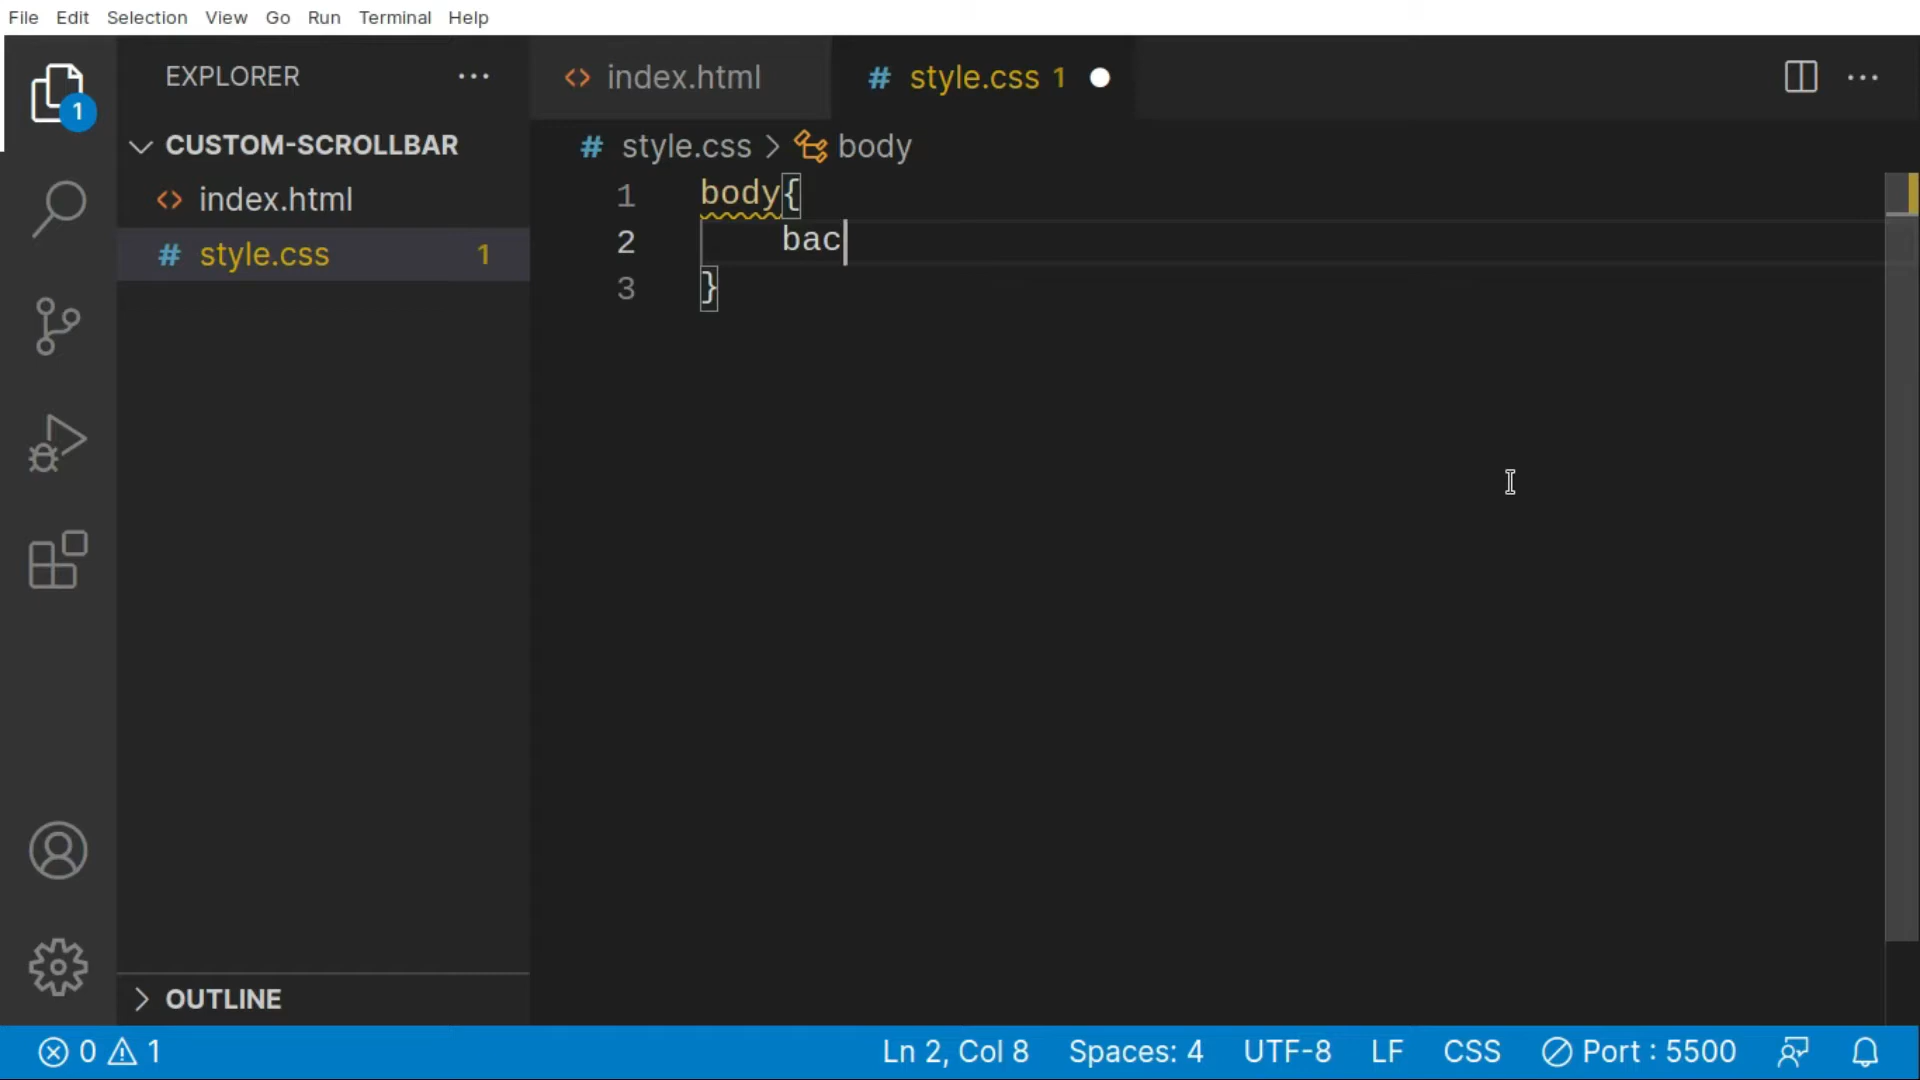 File Edit Selection View Go Run Terminal Help
EXPLORER ...
1
CUSTOM-SCROLLBAR
<> index.html
# style.css 1
OUTLINE
<> index.html
# style.css 1
# style.css > body
1 body{
2 bac
3 }
0 1 Ln 2, Col 8 Spaces: 4 UTF-8 LF CSS Port : 5500